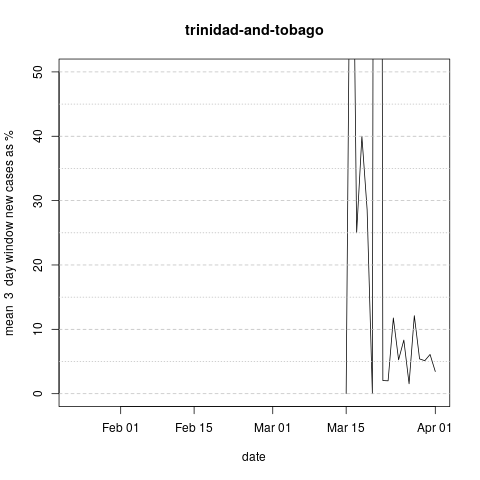 trinidad-and-tobago
mean 3 day window new cases as %
50
40
30
20
10
0
Feb 01 Feb 15 Mar 01 Mar 15 Apr 01
date